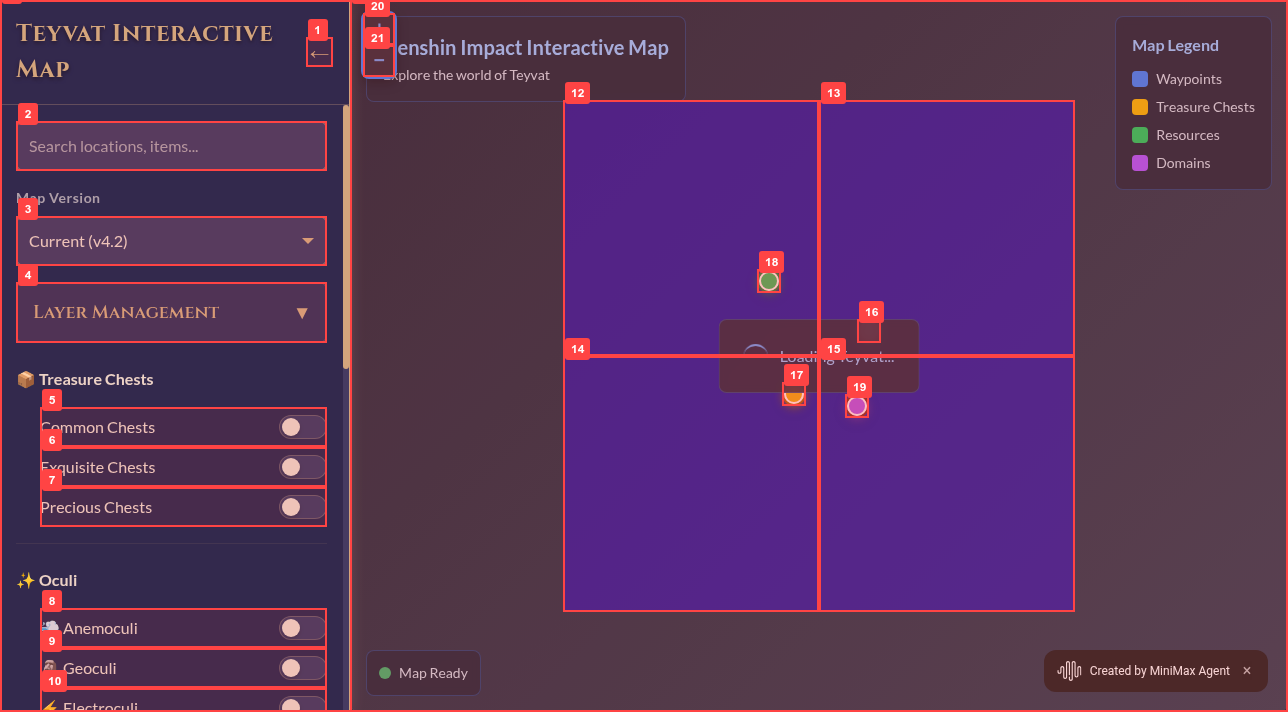 Teyvat Interactive
Map
←
1
2
Search locations, items...
Map Version
3
Current (v4.2)
4
Layer Management
▼
📦 Treasure Chests
5
Common Chests
6
Exquisite Chests
7
Precious Chests
✨ Oculi
8
Anemoculi
9
Geoculi
10
⚡ Electroculi
20
21
−
Genshin Impact Interactive Map
Explore the world of Teyvat
12
13
18
16
14
15
Loading Teyvat...
17
19
Map Legend
Waypoints
Treasure Chests
Resources
Domains
Map Ready
Created by MiniMax Agent ×